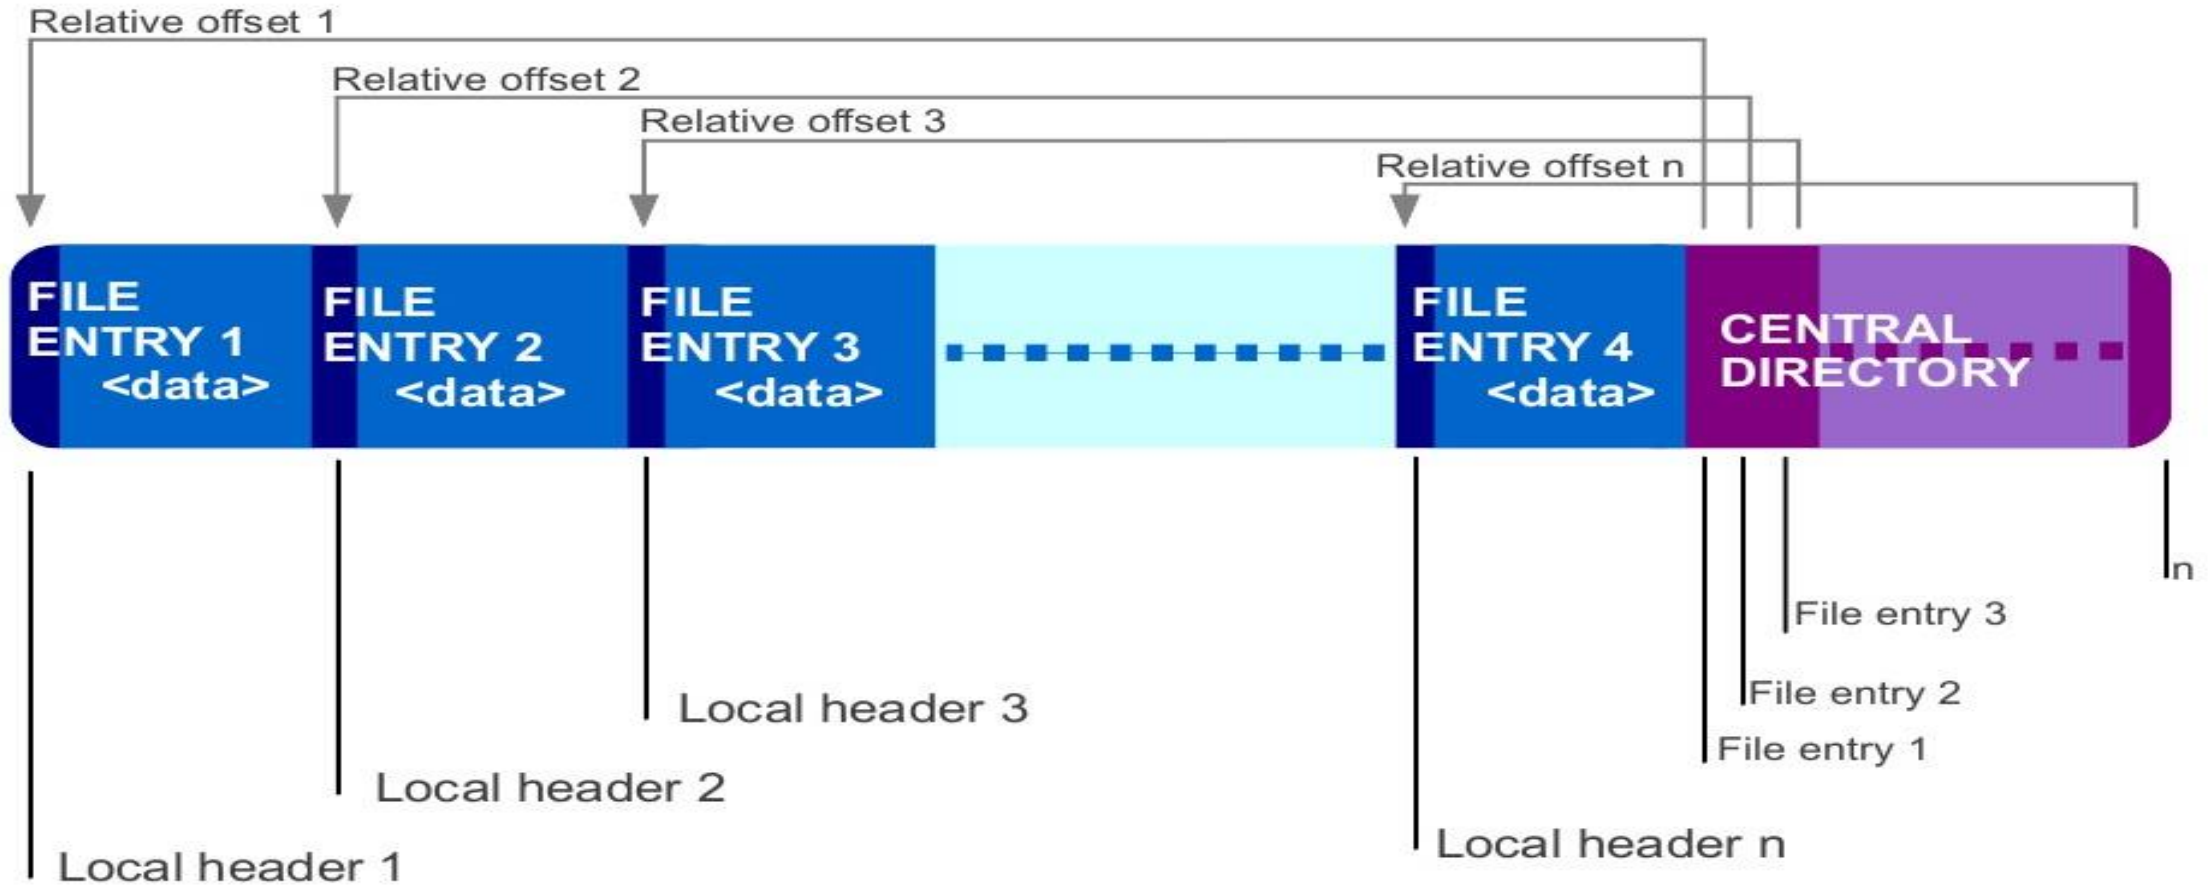 Relative offset 1
Relative offset 2
Relative offset 3
Relative offset n
FILE
ENTRY 1
<data>
FILE
ENTRY 2
<data>
FILE
ENTRY 3
<data>
FILE
ENTRY 4
<data>
CENTRAL
DIRECTORY
n
File entry 3
File entry 2
File entry 1
Local header 3
Local header 2
Local header n
Local header 1